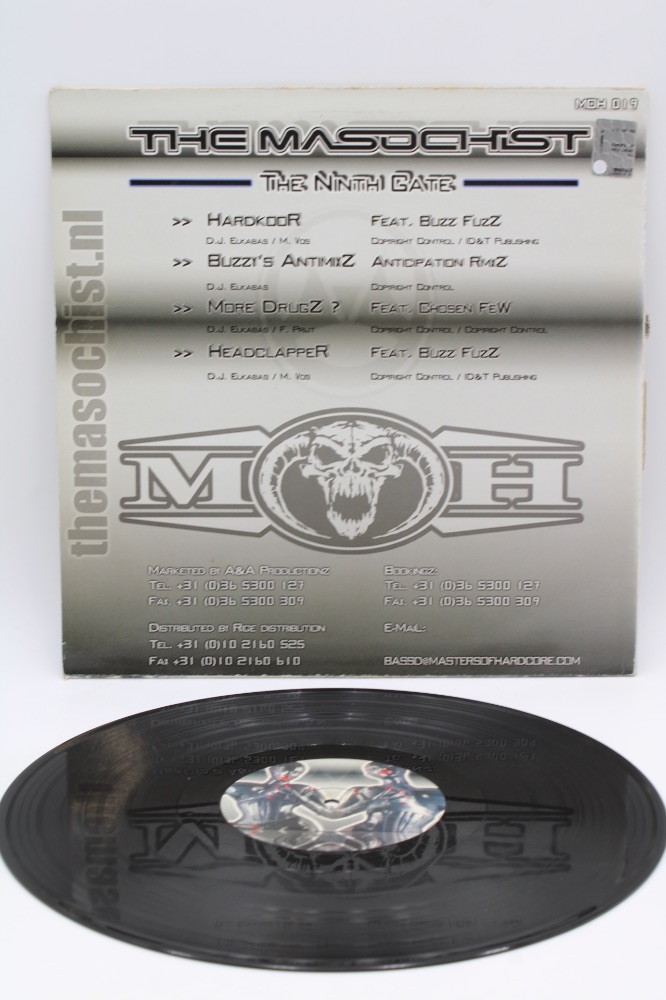 MOH 019
THE MASOCHIST
THE NINTH GATE
>> HARDKOOR FEAT. BUZZ FUZZ
D.J. ELKABAS / M. VOS COPYRIGHT CONTROL / ID&T PUBLISHING
>> BUZZY'S ANTIMIXZ ANTICIPATION RMIZ
D.J. ELKABAS COPYRIGHT CONTROL
>> MORE DRUGZ ? FEAT. CHOSEN FEW
D.J. ELKABAS / F. PRIJT COPYRIGHT CONTROL / COPYRIGHT CONTROL
>> HEADCLAPPER FEAT. BUZZ FUZZ
D.J. ELKABAS / M. VOS COPYRIGHT CONTROL / ID&T PUBLISHING
themasochist.nl
M H
MARKETED BY A&A PRODUCTIONZ
TEL. +31 (0)36 5300 127
FAX: +31 (0)36 5300 309
BOOKINGZ:
TEL. +31 (0)36 5300 127
FAX: +31 (0)36 5300 309
DISTRIBUTED BY RIGE DISTRIBUTION
TEL. +31 (0)10 2160 525
FAX +31 (0)10 2160 610
E-MAIL:
BASSD@MASTERSOFHARDCORE.COM